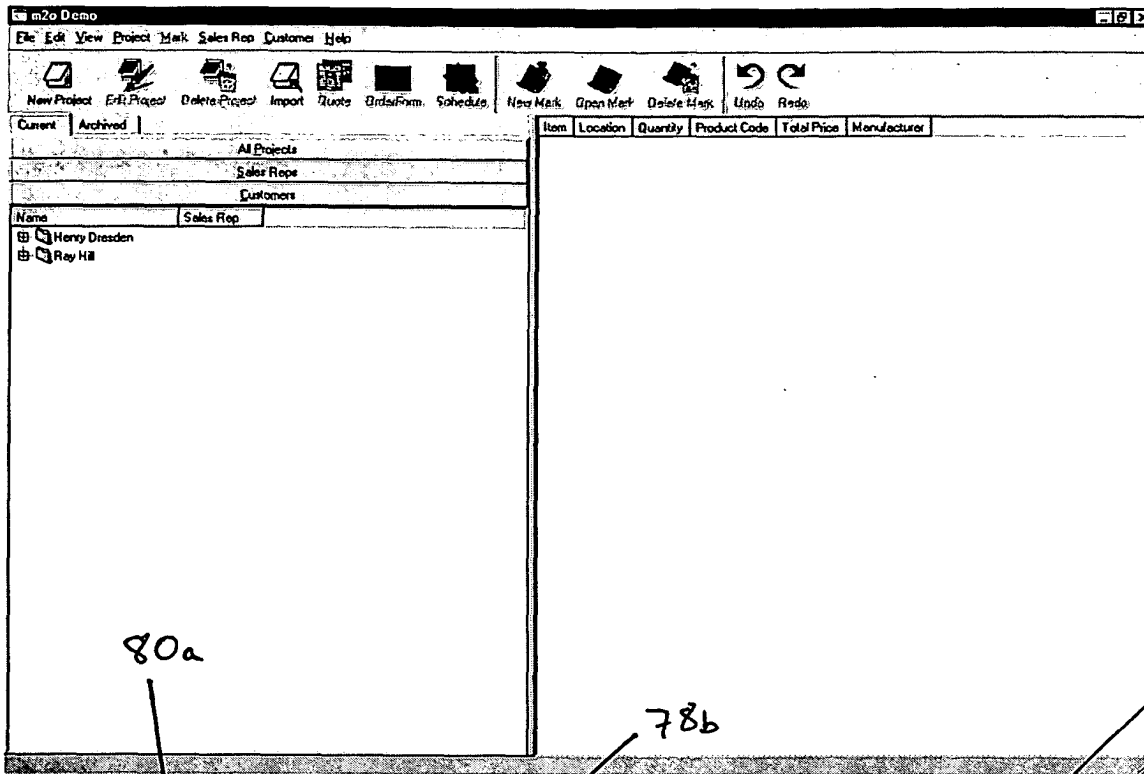 m2o Demo
File Edit View Project Mark Sales Rep Customer Help
New Project Edit Project Delete Project Import Quote OrderForm Schedule New Mark Open Mark Delete Mark Undo Redo
Current Archived
Item Location Quantity Product Code Total Price Manufacturer
All Projects
Sales Reps
Customers
Name Sales Rep
Henry Dresden
Ray Hill
80a
78b